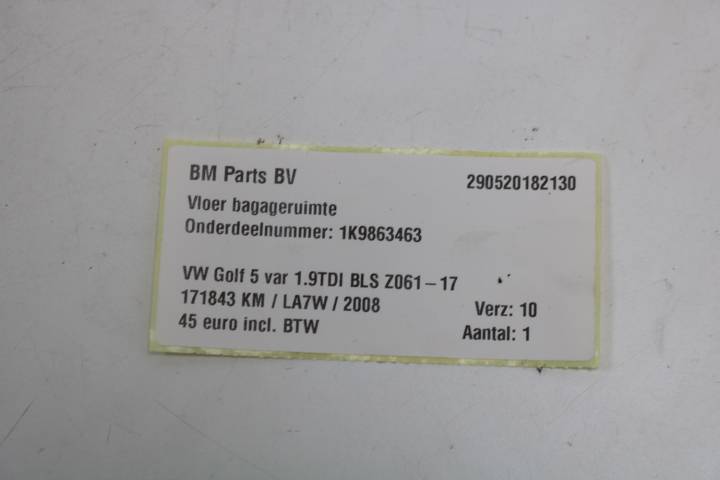 BM Parts BV 290520182130
Vloer bagageruimte
Onderdeelnummer: 1K9863463
VW Golf 5 var 1.9TDI BLS Z061-17
171843 KM / LA7W / 2008 Verz: 10
45 euro incl. BTW Aantal: 1